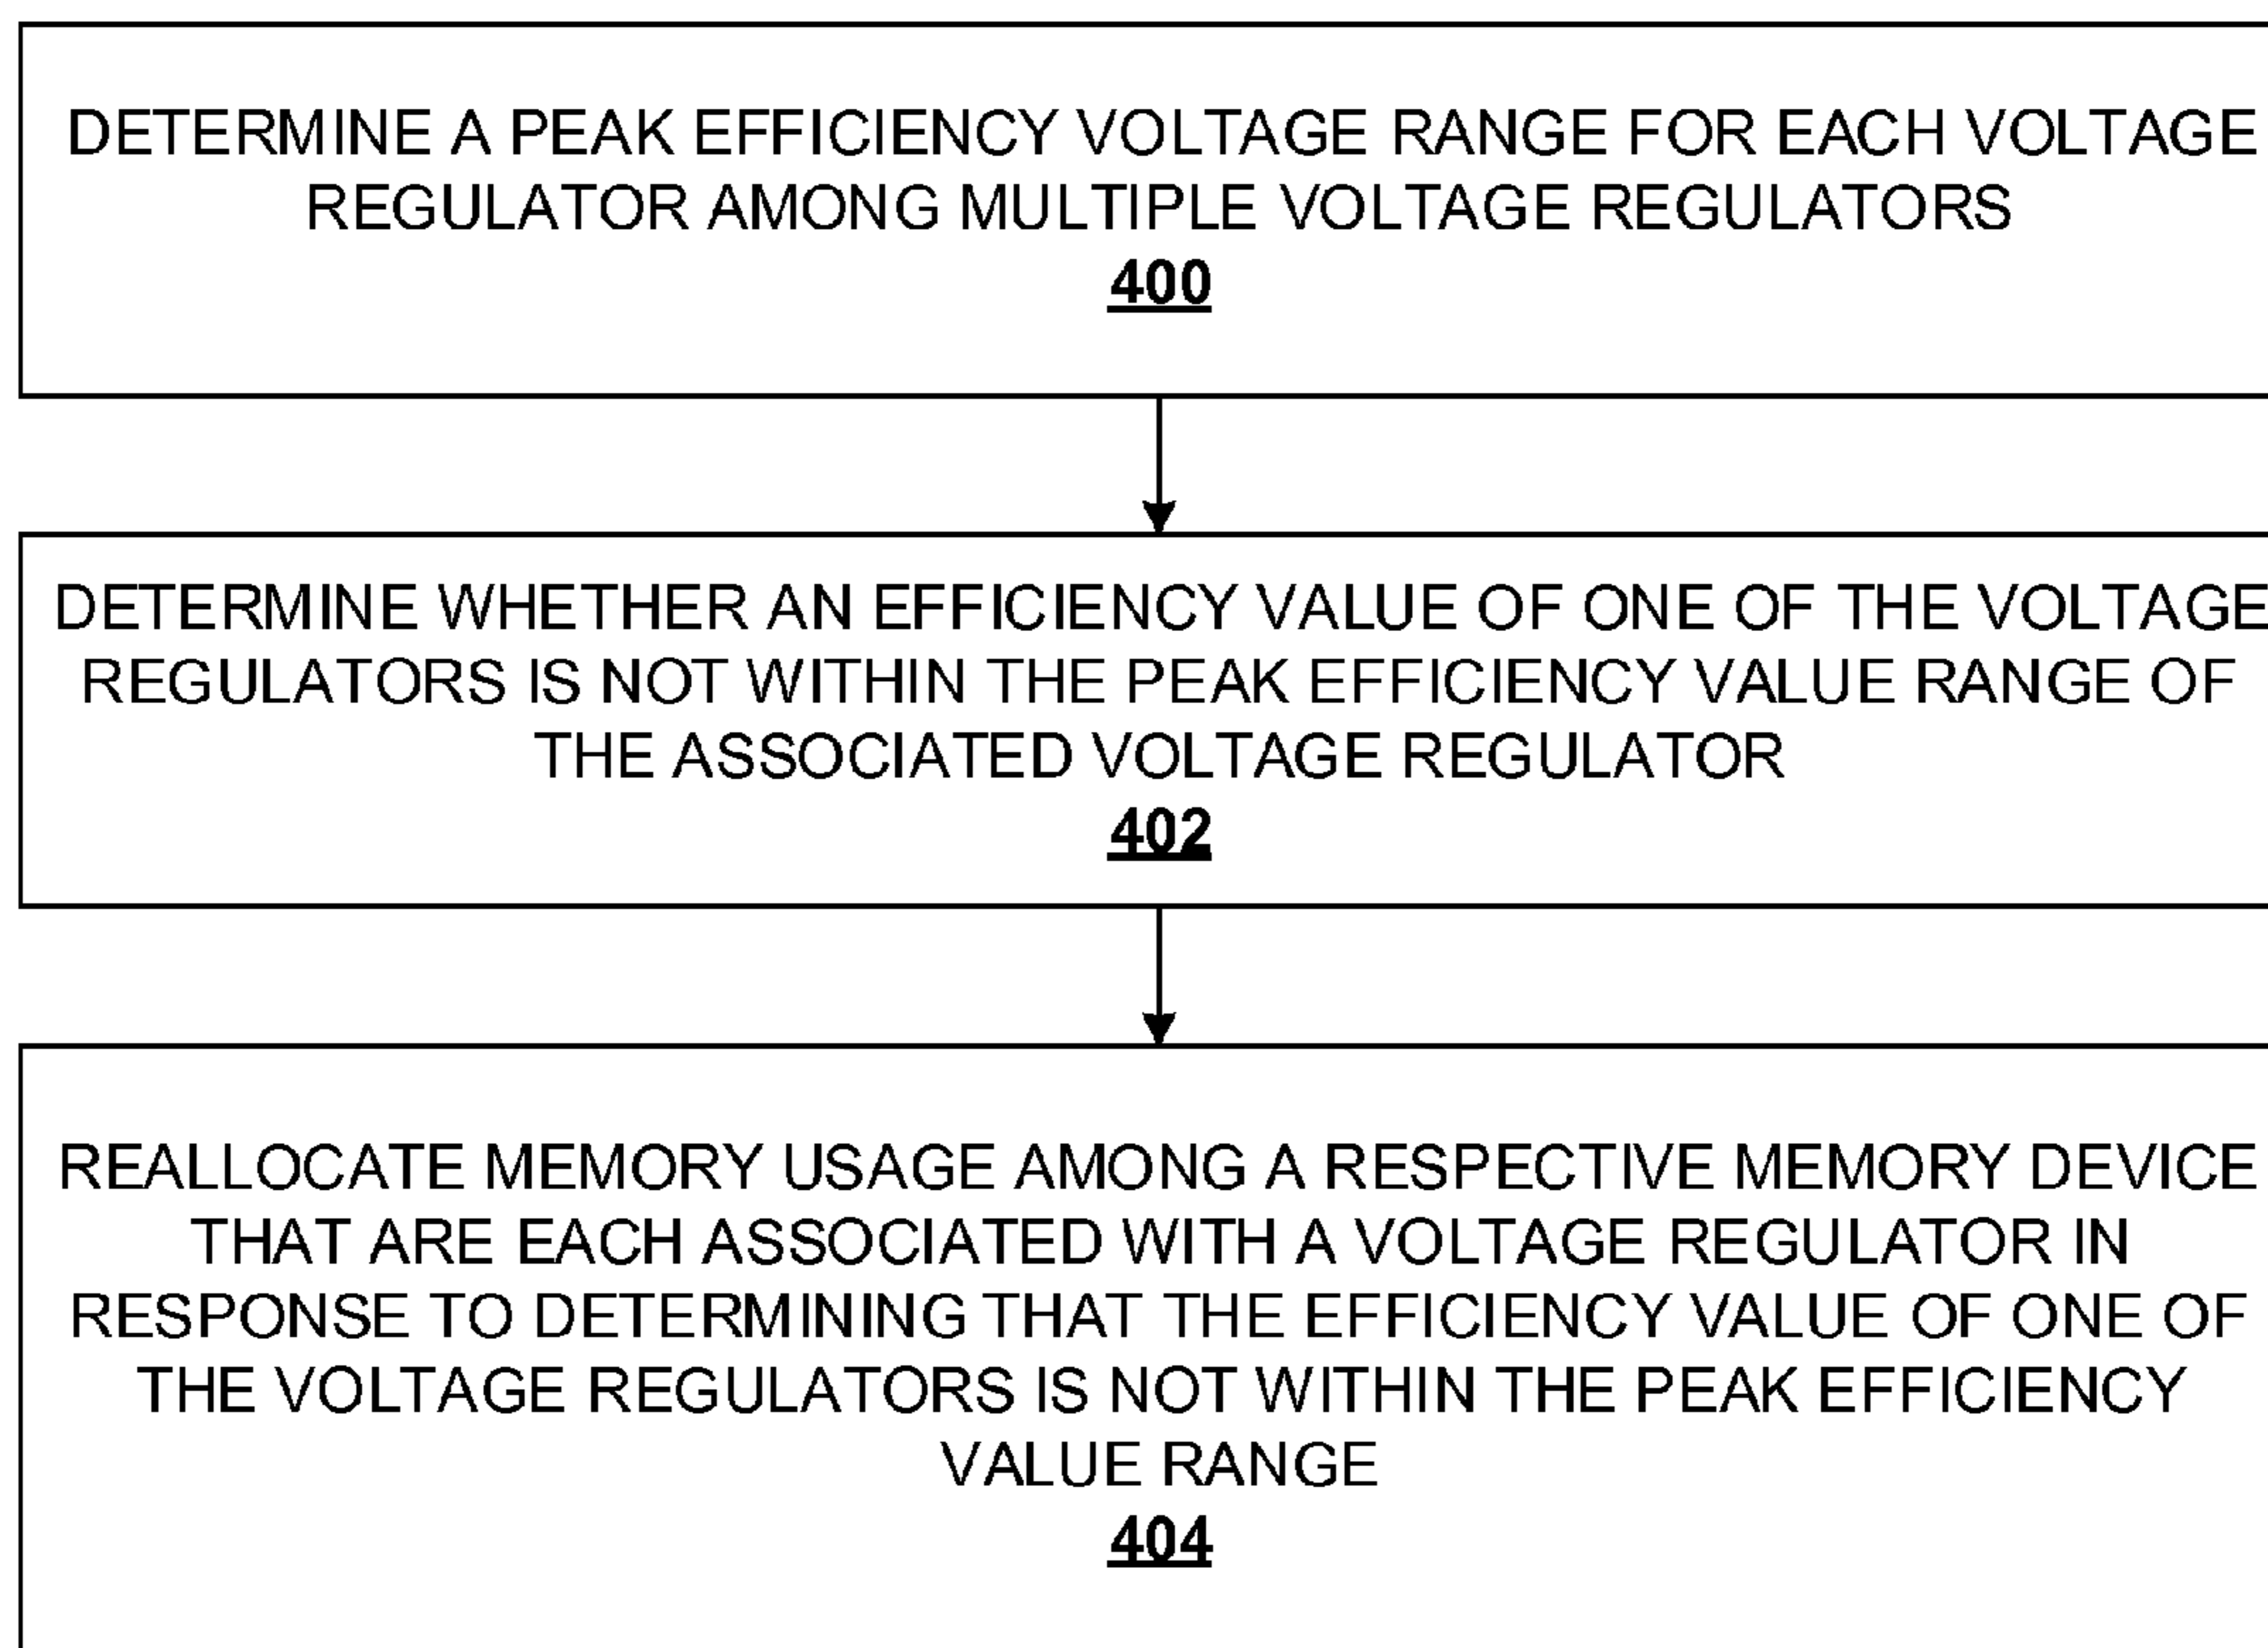 DETERMINE A PEAK EFFICIENCY VOLTAGE RANGE FOR EACH VOLTAGE
REGULATOR AMONG MULTIPLE VOLTAGE REGULATORS
400
DETERMINE WHETHER AN EFFICIENCY VALUE OF ONE OF THE VOLTAGE
REGULATORS IS NOT WITHIN THE PEAK EFFICIENCY VALUE RANGE OF
THE ASSOCIATED VOLTAGE REGULATOR
402
REALLOCATE MEMORY USAGE AMONG A RESPECTIVE MEMORY DEVICE
THAT ARE EACH ASSOCIATED WITH A VOLTAGE REGULATOR IN
RESPONSE TO DETERMINING THAT THE EFFICIENCY VALUE OF ONE OF
THE VOLTAGE REGULATORS IS NOT WITHIN THE PEAK EFFICIENCY
VALUE RANGE
404